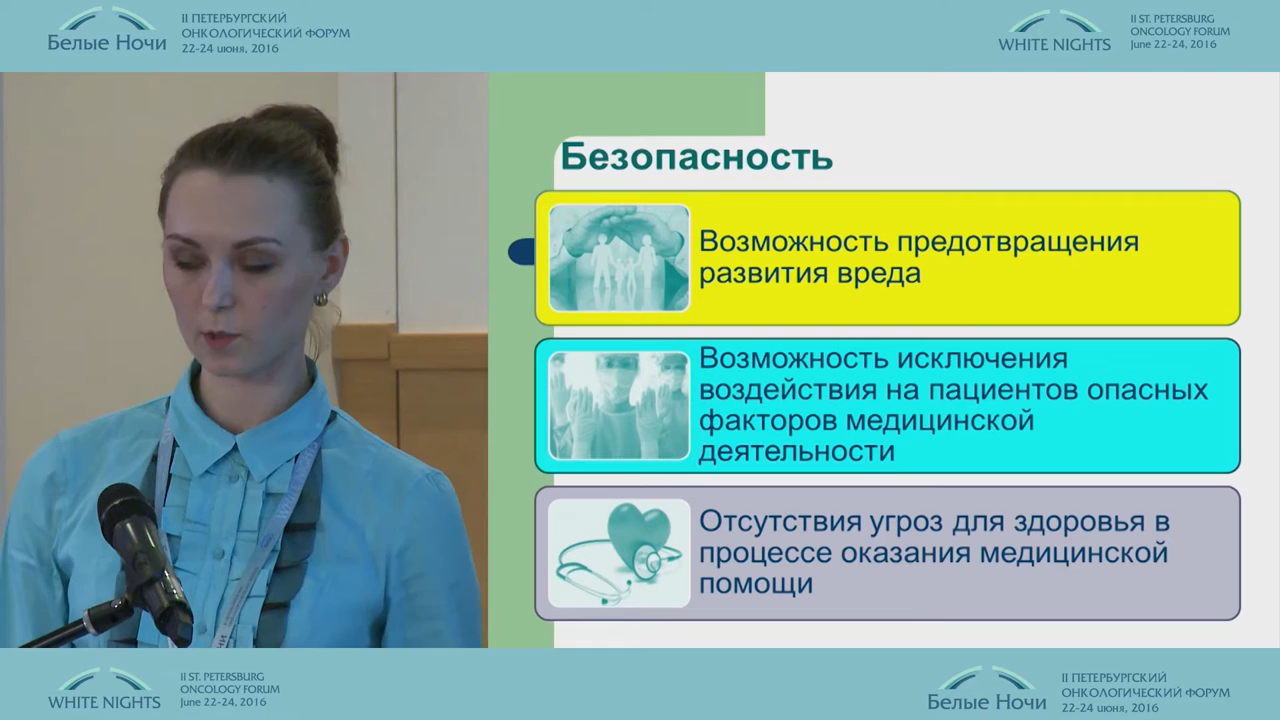 Белые Ночи
II ПЕТЕРБУРГСКИЙ
ОНКОЛОГИЧЕСКИЙ ФОРУМ
22-24 июня, 2016
WHITE NIGHTS
II ST. PETERSBURG
ONCOLOGY FORUM
June 22-24, 2016
Безопасность
Возможность предотвращения
развития вреда
Возможность исключения
воздействия на пациентов опасных
факторов медицинской
деятельности
Отсутствия угроз для здоровья в
процессе оказания медицинской
помощи
WHITE NIGHTS
II ST. PETERSBURG
ONCOLOGY FORUM
June 22-24, 2016
Белые Ночи
II ПЕТЕРБУРГСКИЙ
ОНКОЛОГИЧЕСКИЙ ФОРУМ
22-24 июня, 2016